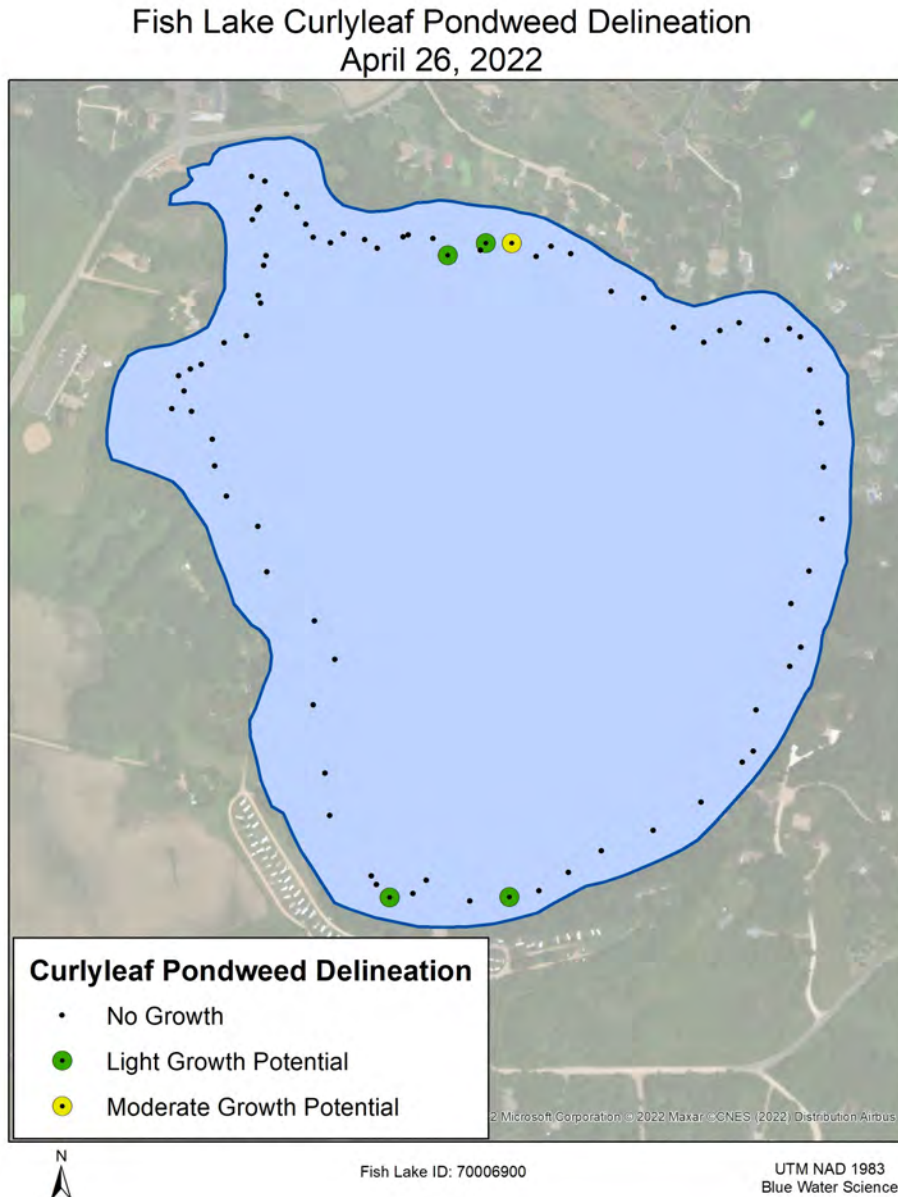 Fish Lake Curlyleaf Pondweed Delineation
April 26, 2022
Curlyleaf Pondweed Delineation
No Growth
Light Growth Potential
Moderate Growth Potential
2 Microsoft Corporation © 2022 Maxar ©CNES (2022) Distribution Airbus
N
Fish Lake ID: 70006900
UTM NAD 1983
Blue Water Science